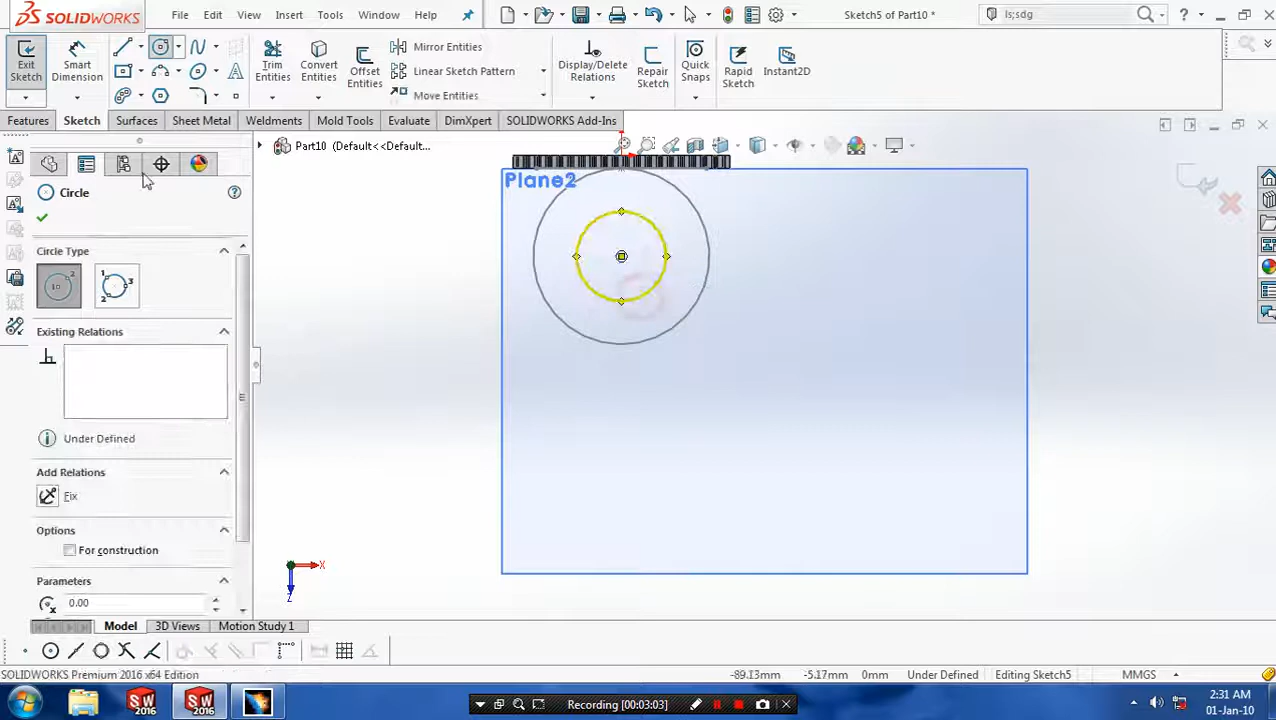 SOLIDWORKS File Edit View Insert Tools Window Help Sketch5 of Part10 * ls;sdg ?
Exit Sketch Smart Dimension Trim Entities Convert Entities Offset Entities Mirror Entities Linear Sketch Pattern Move Entities Display/Delete Relations Repair Sketch Quick Snaps Rapid Sketch Instant2D
Features Sketch Surfaces Sheet Metal Weldments Mold Tools Evaluate DimXpert SOLIDWORKS Add-Ins
Part10 (Default<<Default...
Plane2
Circle ?
Circle Type
Existing Relations
Under Defined
Add Relations
Fix
Options
For construction
Parameters
0.00
X
Z
Model 3D Views Motion Study 1
SOLIDWORKS Premium 2016 x64 Edition -89.13mm -5.17mm 0mm Under Defined Editing Sketch5 MMGS
SW 2016 SW 2016 Recording [00:03:03] 2:31 AM
01-Jan-10